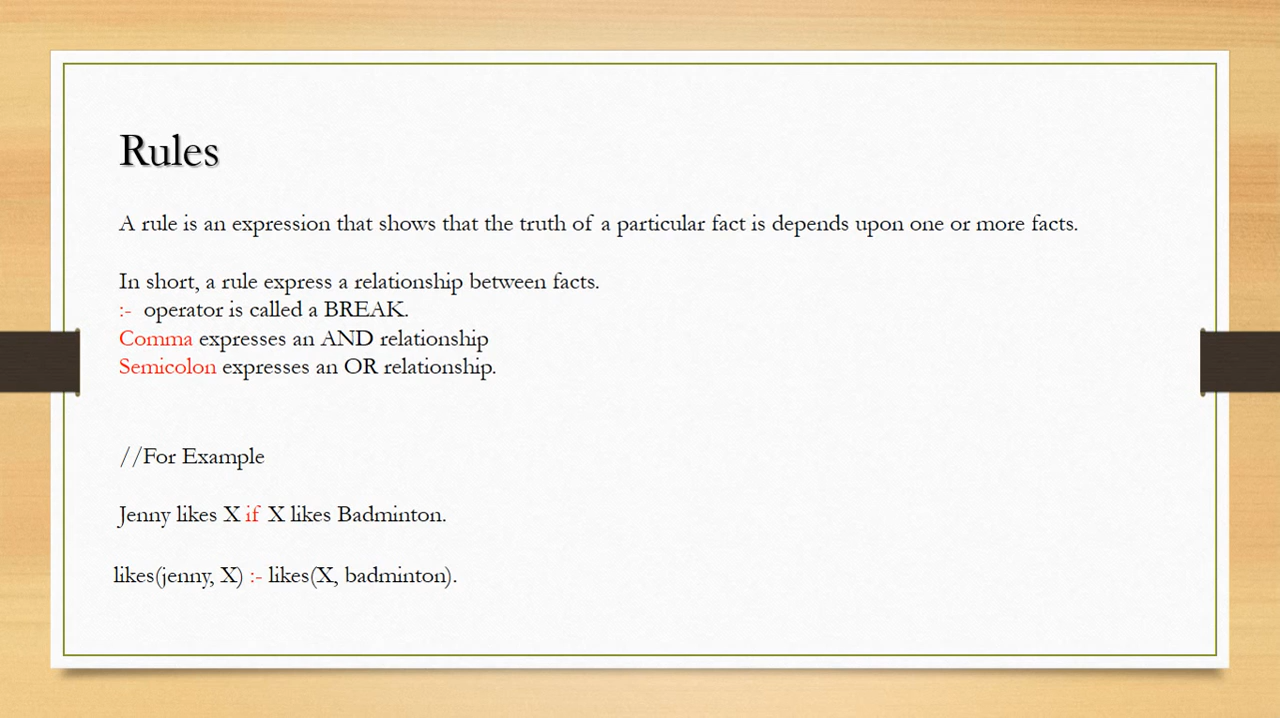 Rules
A rule is an expression that shows that the truth of a particular fact is depends upon one or more facts.
In short, a rule express a relationship between facts.
:- operator is called a BREAK.
Comma expresses an AND relationship
Semicolon expresses an OR relationship.
//For Example
Jenny likes X if X likes Badminton.
likes(jenny, X) :- likes(X, badminton).